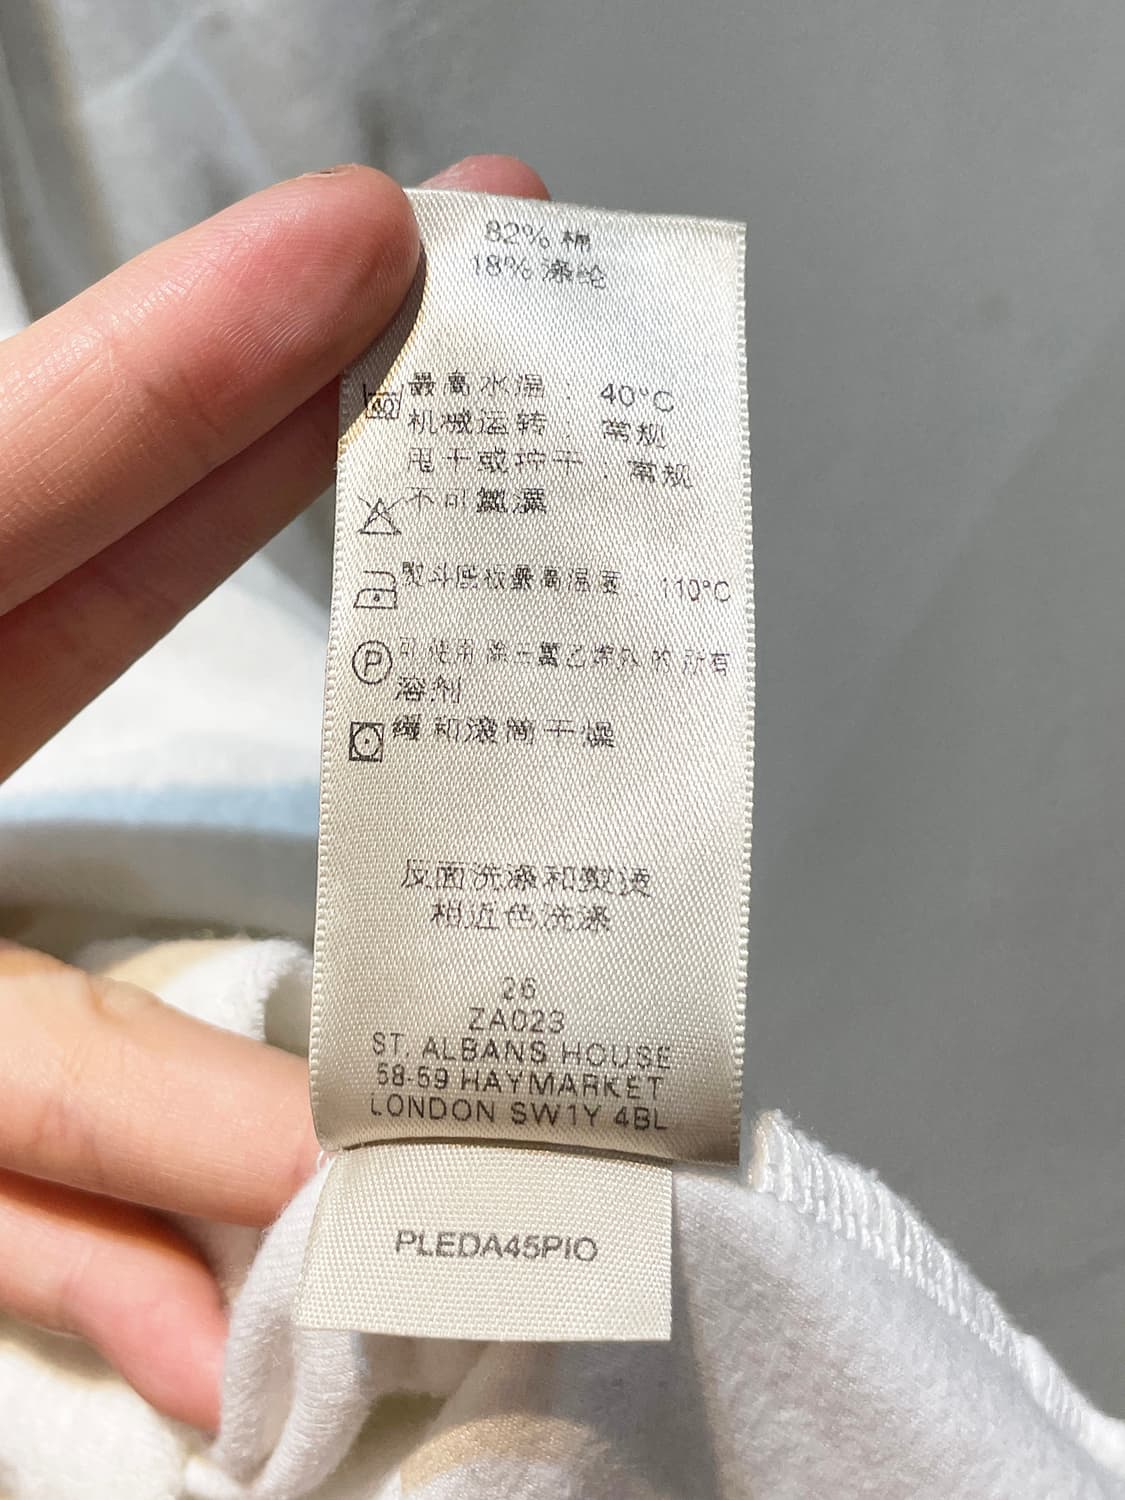 82% 棉
18% 涤纶
40
最高水温： 40°C
机械运转： 常规
甩干或拧干：常规
不可氯漂
熨斗底板最高温度：110°C
P
可使用除三氯乙烯外的所有
溶剂
缓和滚筒干燥
反面洗涤和熨烫
相近色洗涤
26
ZA023
ST. ALBANS HOUSE
58-59 HAYMARKET
LONDON SW1Y 4BL
PLEDA45PIO